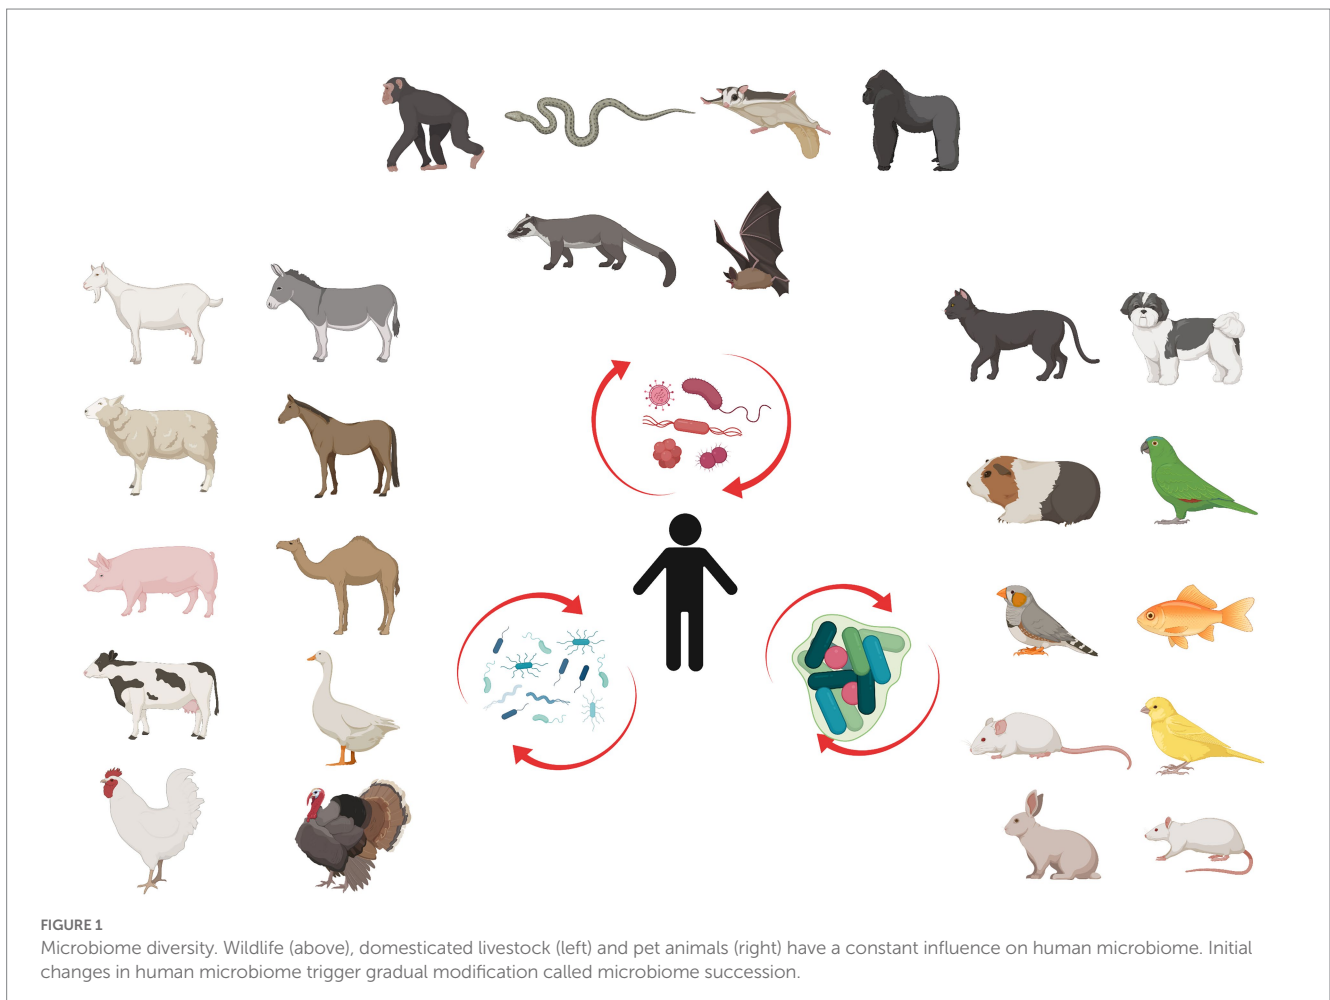 FIGURE 1
Microbiome diversity. Wildlife (above), domesticated livestock (left) and pet animals (right) have a constant influence on human microbiome. Initial
changes in human microbiome trigger gradual modification called microbiome succession.